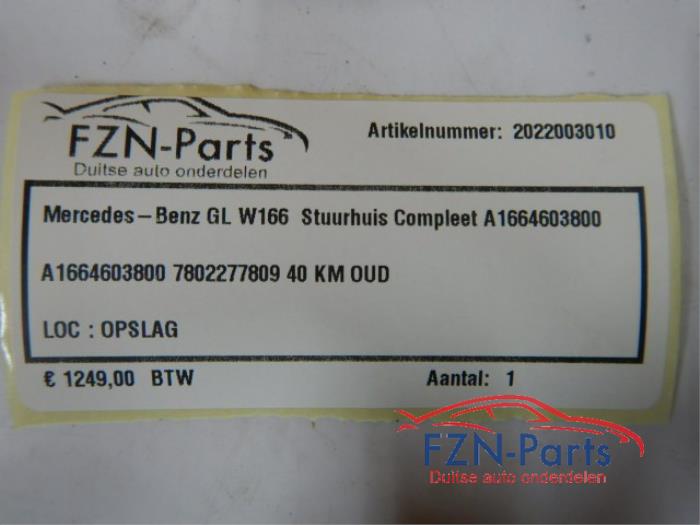 FZN-Parts
Duitse auto onderdelen
Artikelnummer: 2022003010
Mercedes-Benz GL W166 Stuurhuis Compleet A1664603800
A1664603800 7802277809 40 KM OUD
LOC : OPSLAG
€ 1249,00 BTW
Aantal: 1
FZN-Parts
Duitse auto onderdelen